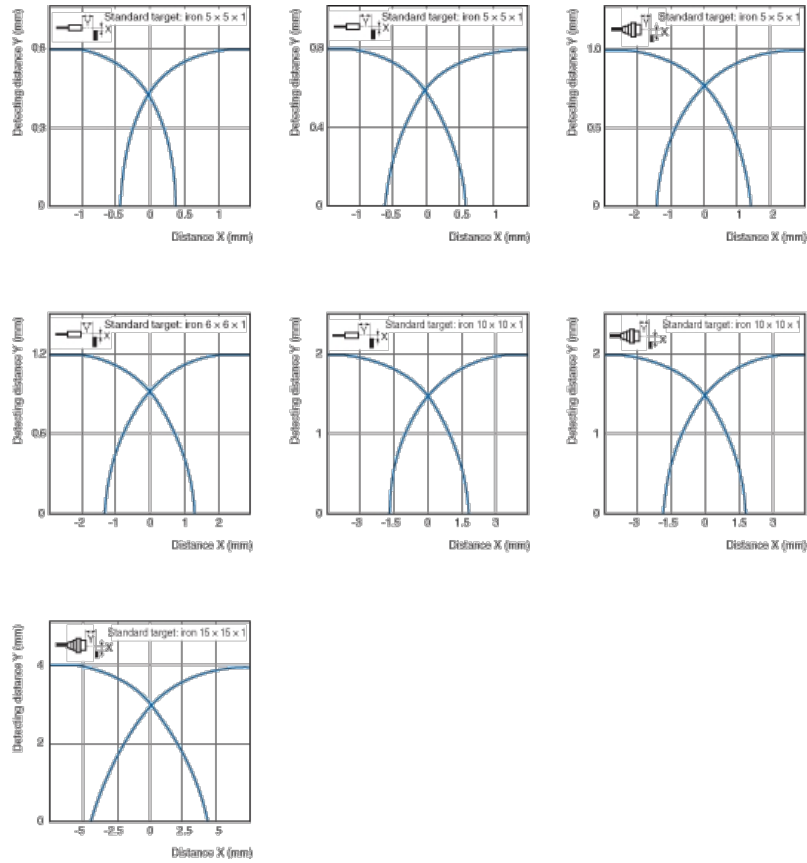 Standard target: iron 5 × 5 × 1
Y
X
Detecting distance Y (mm)
0.6
0.3
0
-1 -0.5 0 0.5 1
Distance X (mm)
Standard target: iron 5 × 5 × 1
Y
X
Detecting distance Y (mm)
0.8
0.4
0
-1 -0.5 0 0.5 1
Distance X (mm)
Standard target: iron 5 × 5 × 1
Y
X
Detecting distance Y (mm)
1.0
0.5
0
-2 -1 0 1 2
Distance X (mm)
Standard target: iron 6 × 6 × 1
Y
X
Detecting distance Y (mm)
1.2
0.6
0
-2 -1 0 1 2
Distance X (mm)
Standard target: iron 10 × 10 × 1
Y
X
Detecting distance Y (mm)
2
1
0
-3 -1.5 0 1.5 3
Distance X (mm)
Standard target: iron 10 × 10 × 1
Y
X
Detecting distance Y (mm)
2
1
0
-3 -1.5 0 1.5 3
Distance X (mm)
Standard target: iron 15 × 15 × 1
Y
X
Detecting distance Y (mm)
4
2
0
-5 -2.5 0 2.5 5
Distance X (mm)